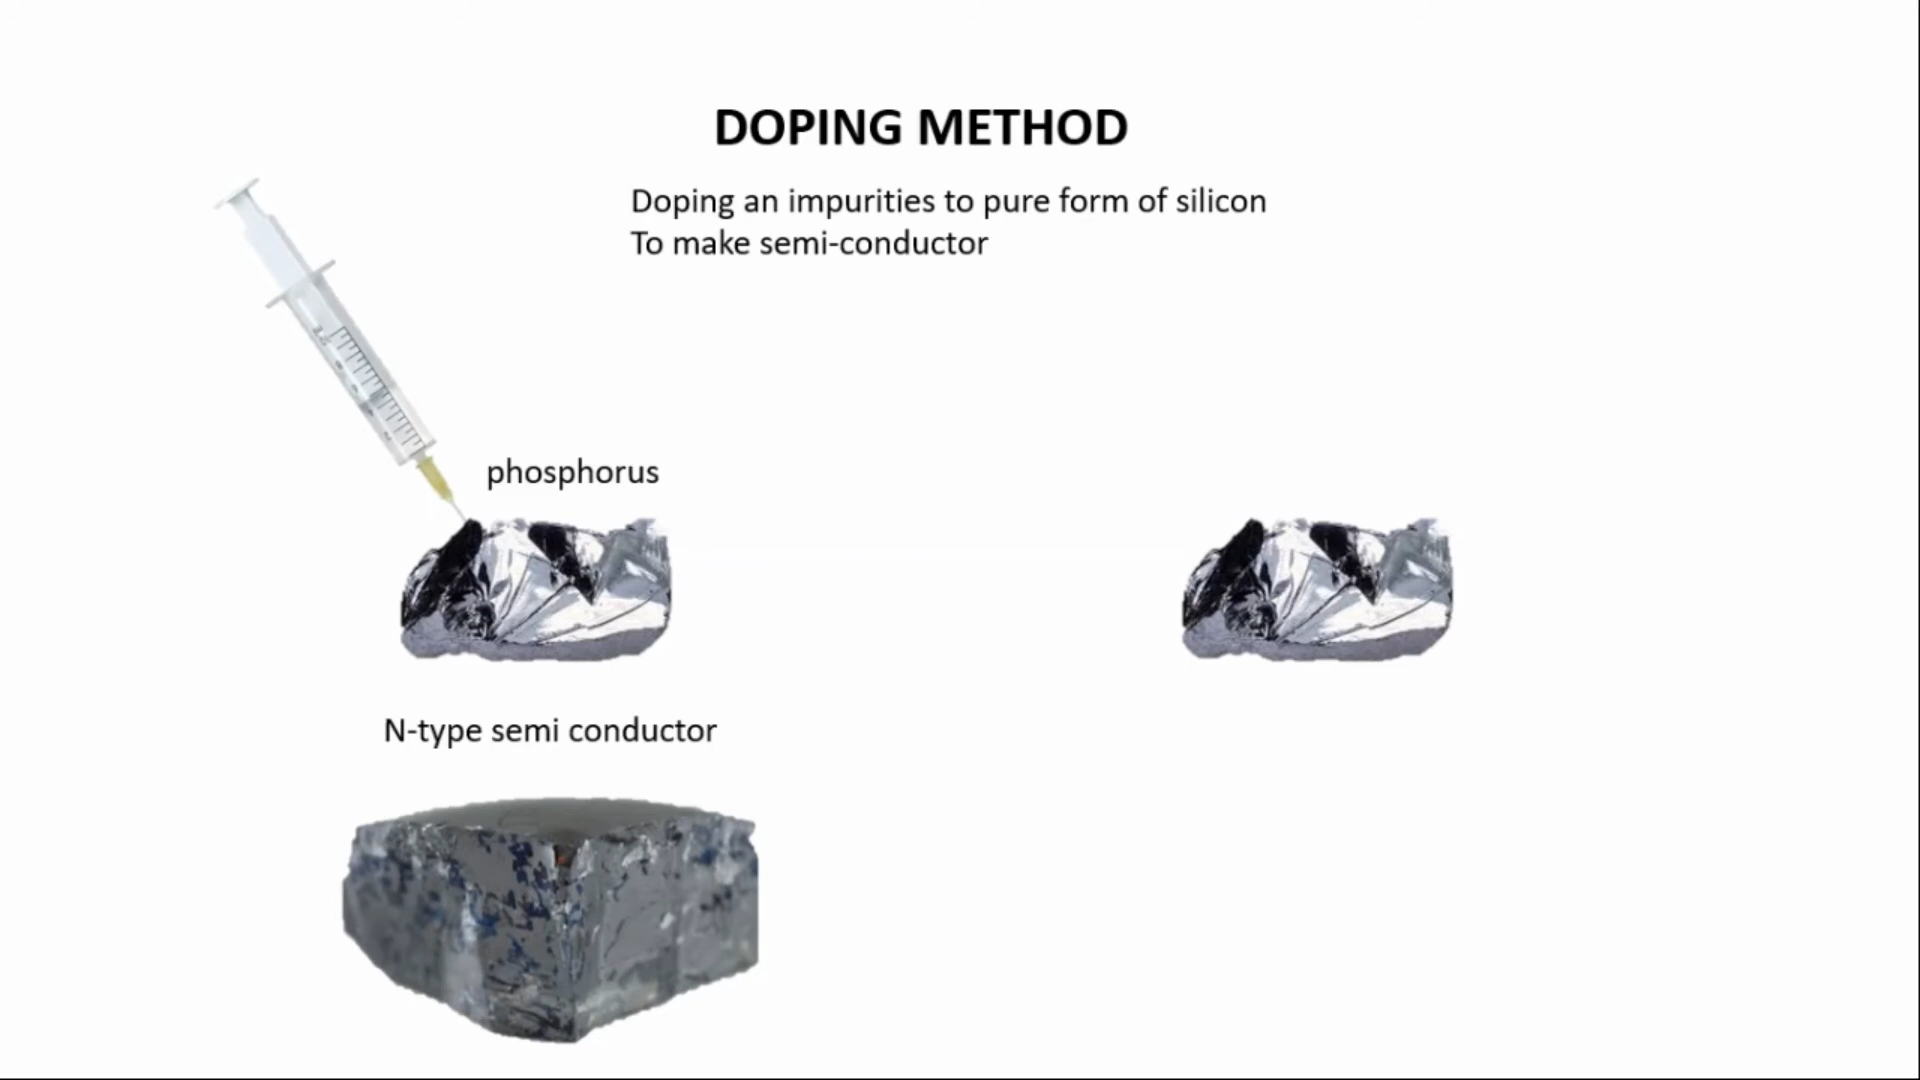 DOPING METHOD
Doping an impurities to pure form of silicon
To make semi-conductor
phosphorus
N-type semi conductor